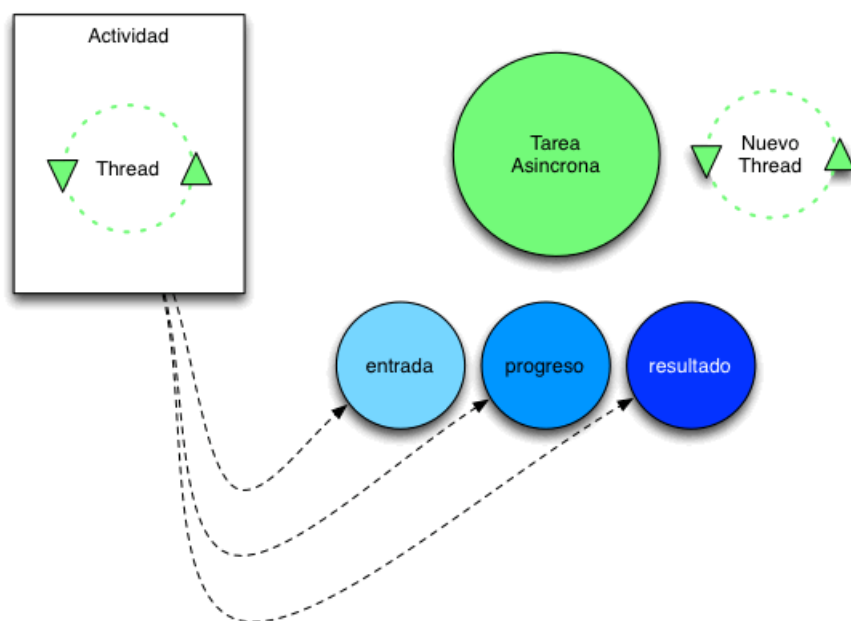 Actividad
Thread
Tarea
Asincrona
Nuevo
Thread
entrada
progreso
resultado